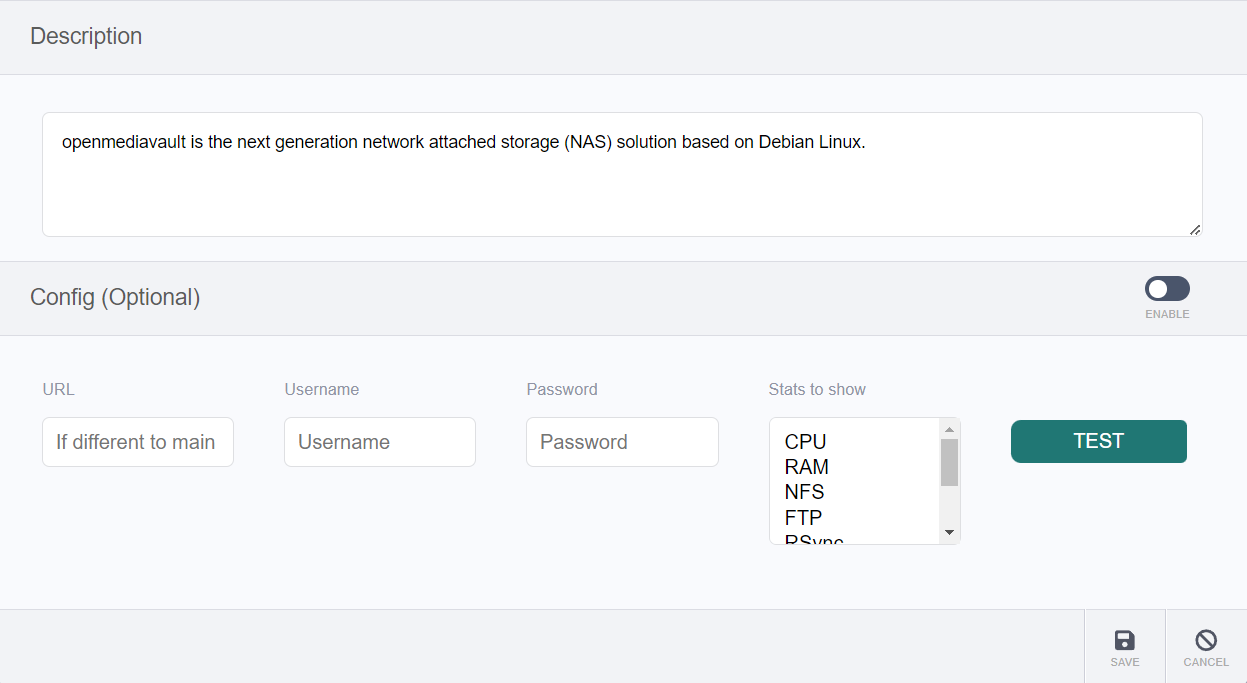 Description
openmediavault is the next generation network attached storage (NAS) solution based on Debian Linux.
Config (Optional)
ENABLE
URL
Username
Password
Stats to show
If different to main
Username
Password
CPU
RAM
NFS
FTP
RSync
TEST
SAVE
CANCEL